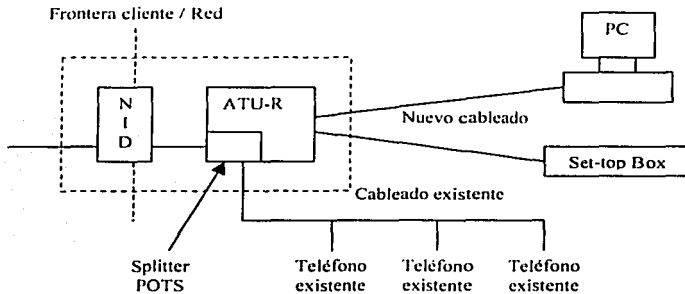 Frontera cliente / Red
PC
N
I
D
ATU-R
Nuevo cableado
Set-top Box
Cableado existente
Splitter
POTS
Teléfono
existente
Teléfono
existente
Teléfono
existente